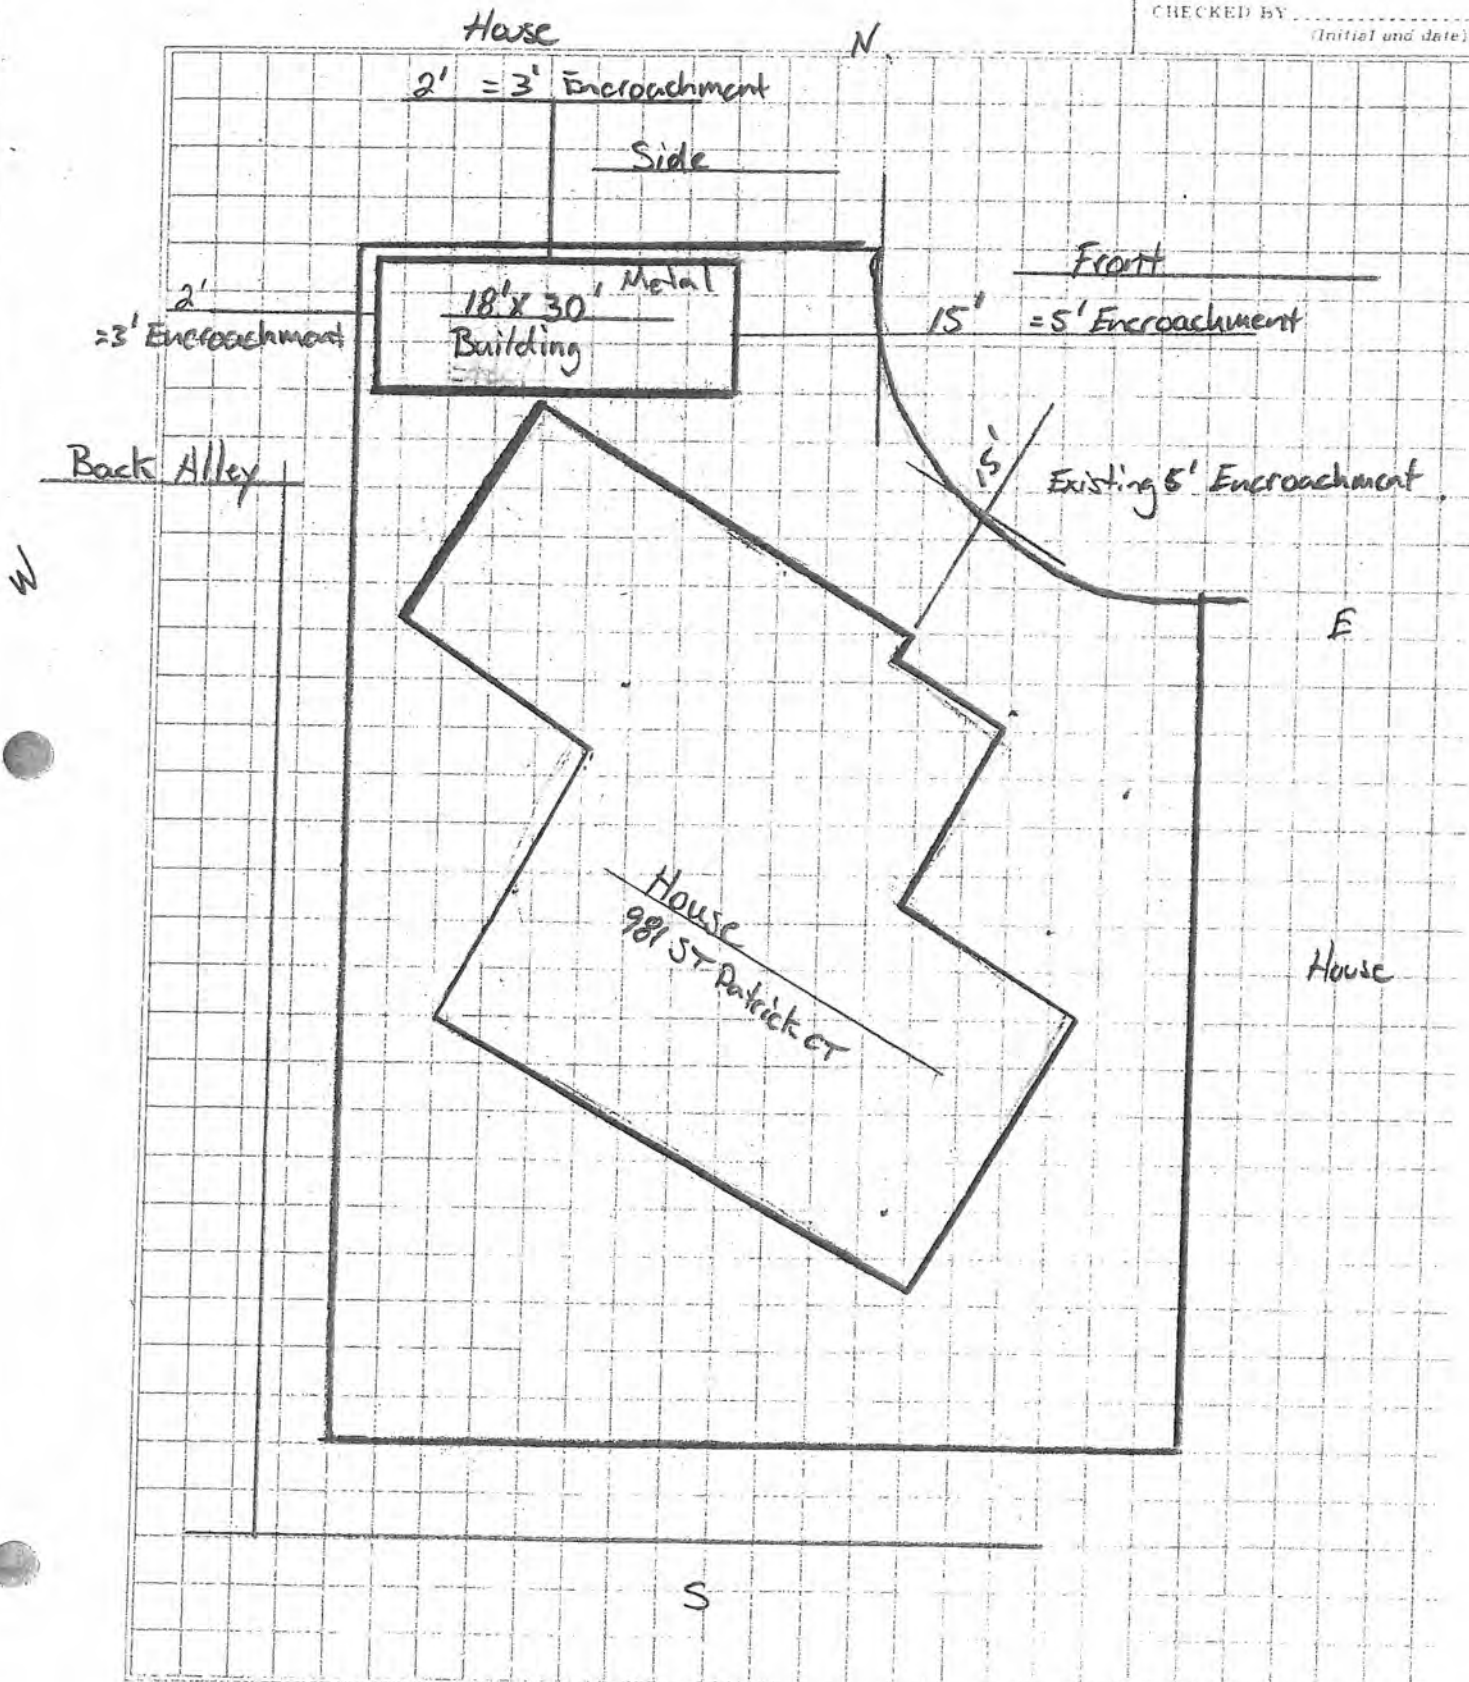 CHECKED BY
(Initial and date)
House
N.
2' = 3' Encroachment
Side
Front
2'
=3' Encroachment
18' X 30' Metal
Building
15' =5' Encroachment
Back Alley
15'
Existing 5' Encroachment
W
E
House
981 ST Patrick CT
House
S